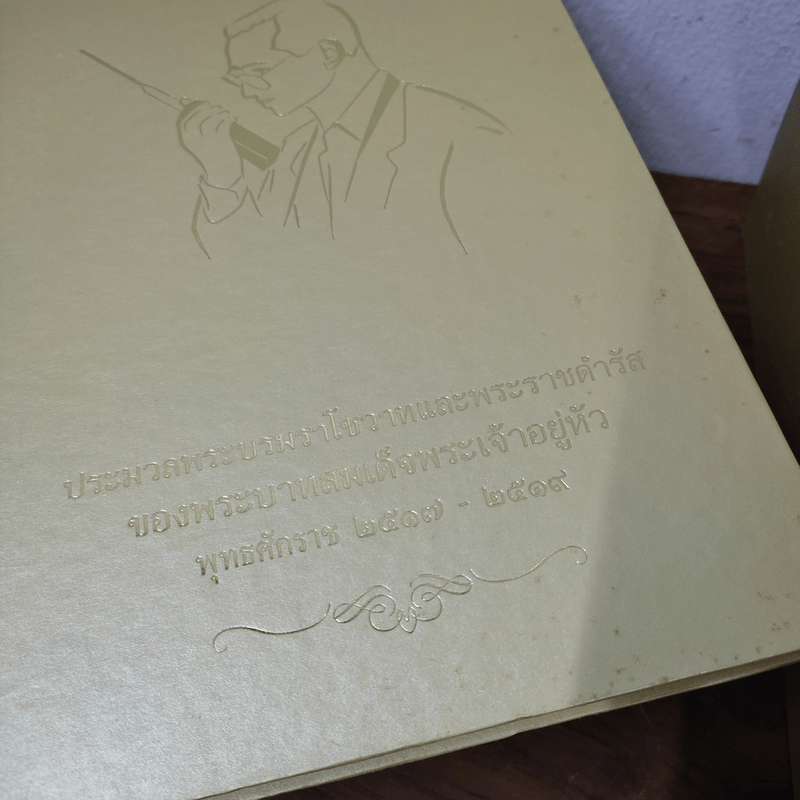 ประมวลพระบรมราโชวาทและพระราชดำรัส
ของพระบาทสมเด็จพระเจ้าอยู่หัว
พุทธศักราช ๒๕๑๗ - ๒๕๑๙